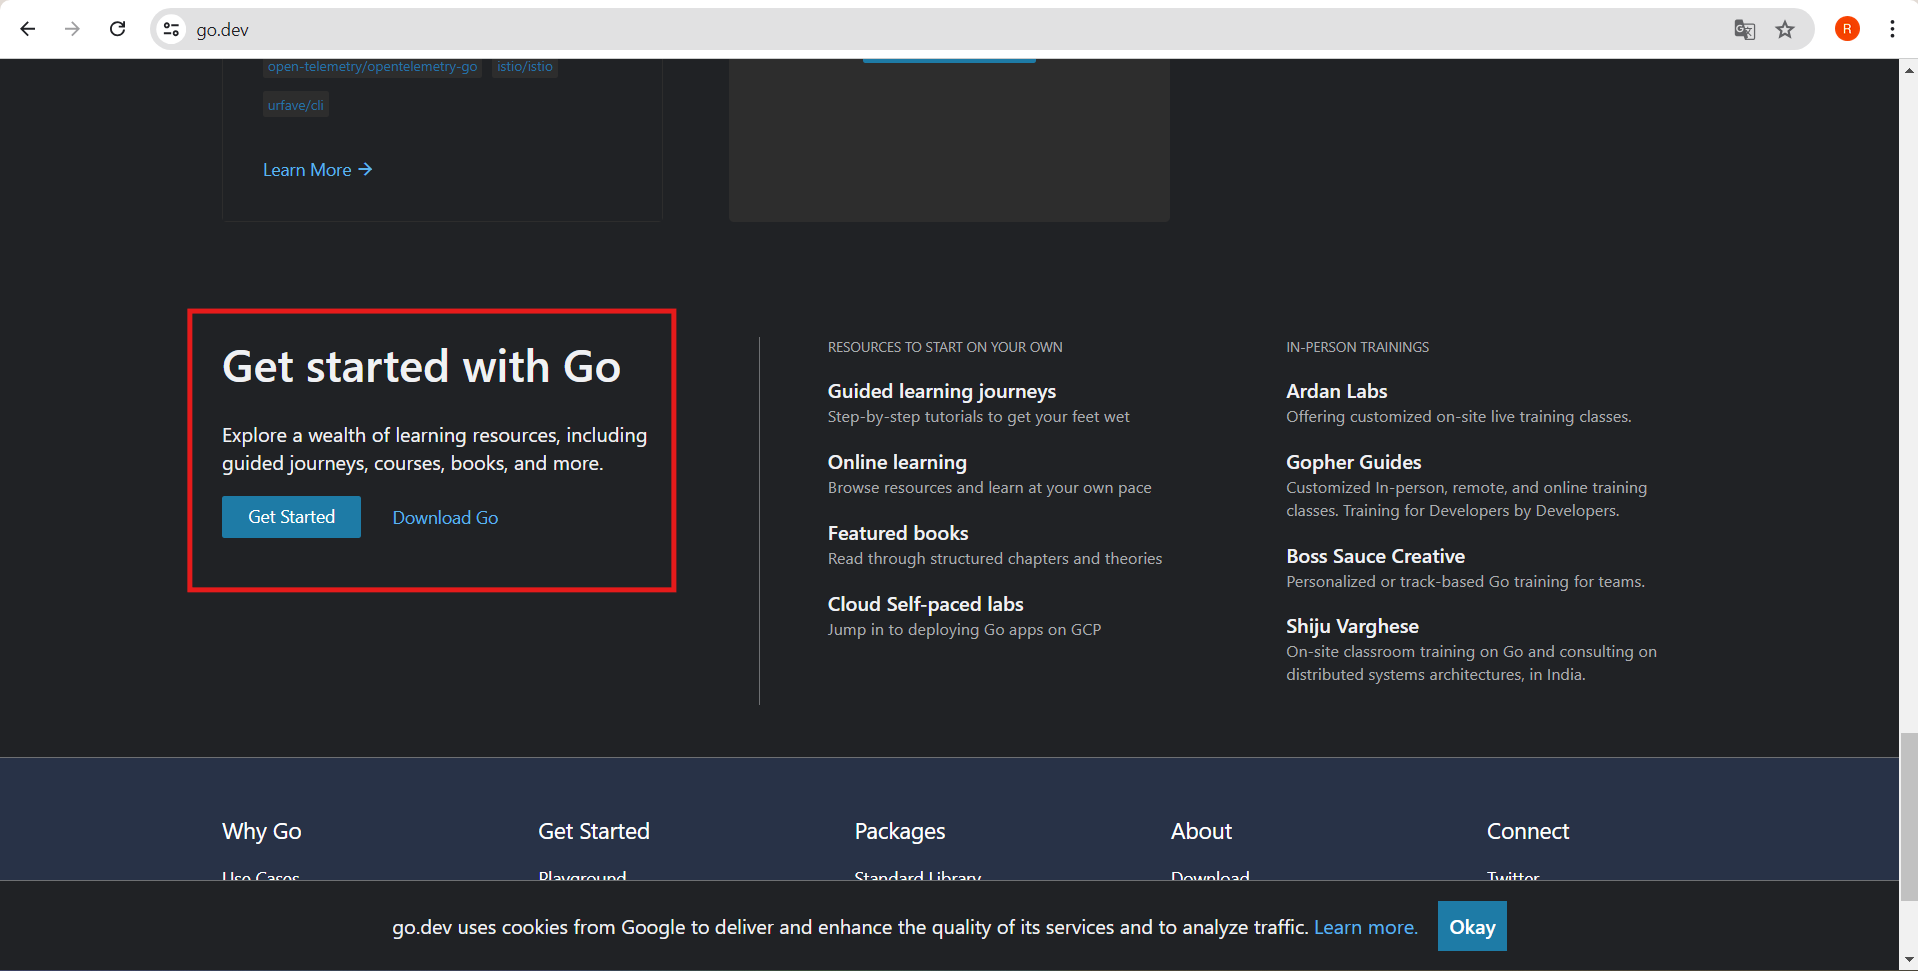 go.dev
R
open-telemetry/opentelemetry-go istio/istio
urfave/cli
Learn More →
Get started with Go
Explore a wealth of learning resources, including
guided journeys, courses, books, and more.
Get Started Download Go
RESOURCES TO START ON YOUR OWN
Guided learning journeys
Step-by-step tutorials to get your feet wet
Online learning
Browse resources and learn at your own pace
Featured books
Read through structured chapters and theories
Cloud Self-paced labs
Jump in to deploying Go apps on GCP
IN-PERSON TRAININGS
Ardan Labs
Offering customized on-site live training classes.
Gopher Guides
Customized In-person, remote, and online training
classes. Training for Developers by Developers.
Boss Sauce Creative
Personalized or track-based Go training for teams.
Shiju Varghese
On-site classroom training on Go and consulting on
distributed systems architectures, in India.
Why Go Get Started Packages About Connect
Use Cases Playground Standard Library Download Twitter
go.dev uses cookies from Google to deliver and enhance the quality of its services and to analyze traffic. Learn more. Okay